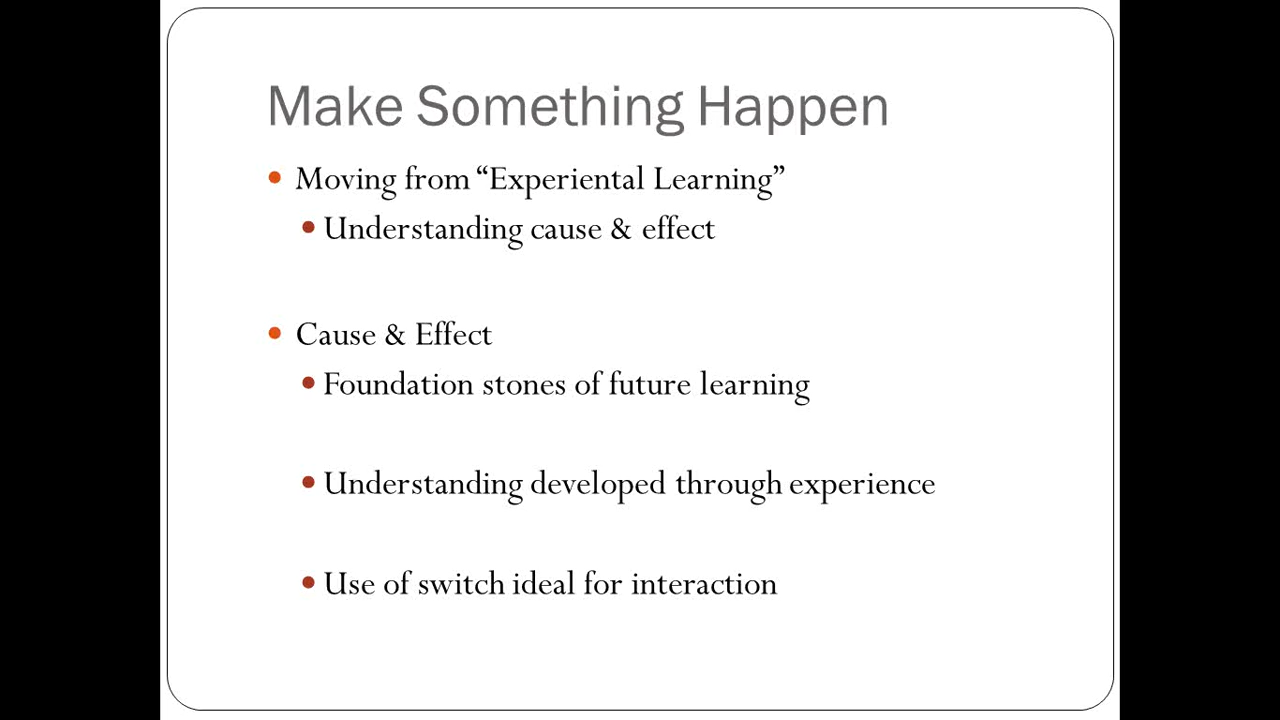 Make Something Happen
Moving from “Experiental Learning”
Understanding cause & effect
Cause & Effect
Foundation stones of future learning
Understanding developed through experience
Use of switch ideal for interaction